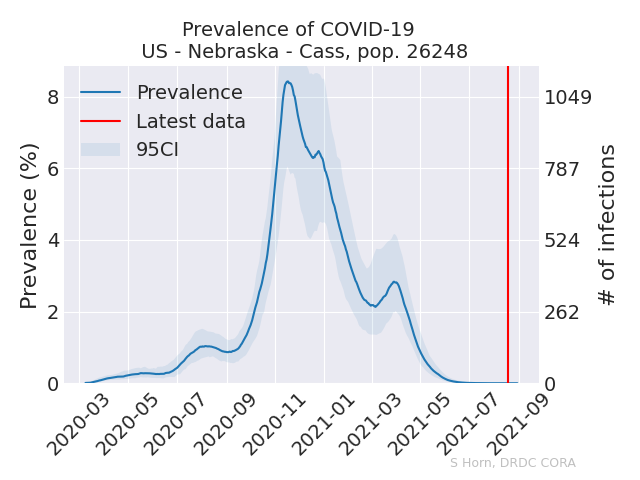 Prevalence of COVID-19
US - Nebraska - Cass, pop. 26248
Prevalence
Latest data
95CI
Prevalence (%)
8
6
4
2
0
1049
787
524
262
0
# of infections
2020-03
2020-05
2020-07
2020-09
2020-11
2021-01
2021-03
2021-05
2021-07
2021-09
S Horn, DRDC CORA